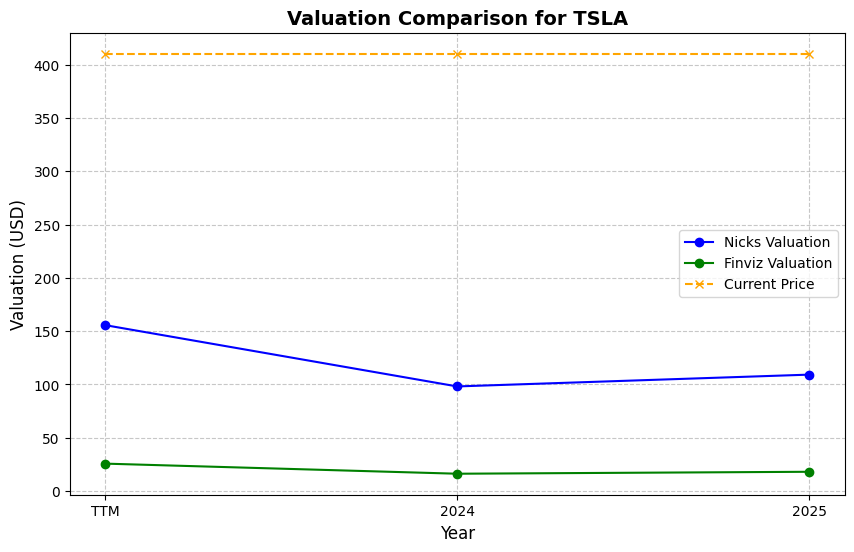 Valuation Comparison for TSLA
Valuation (USD)
400
350
300
250
200
150
100
50
0
Nicks Valuation
Finviz Valuation
Current Price
TTM
2024
2025
Year